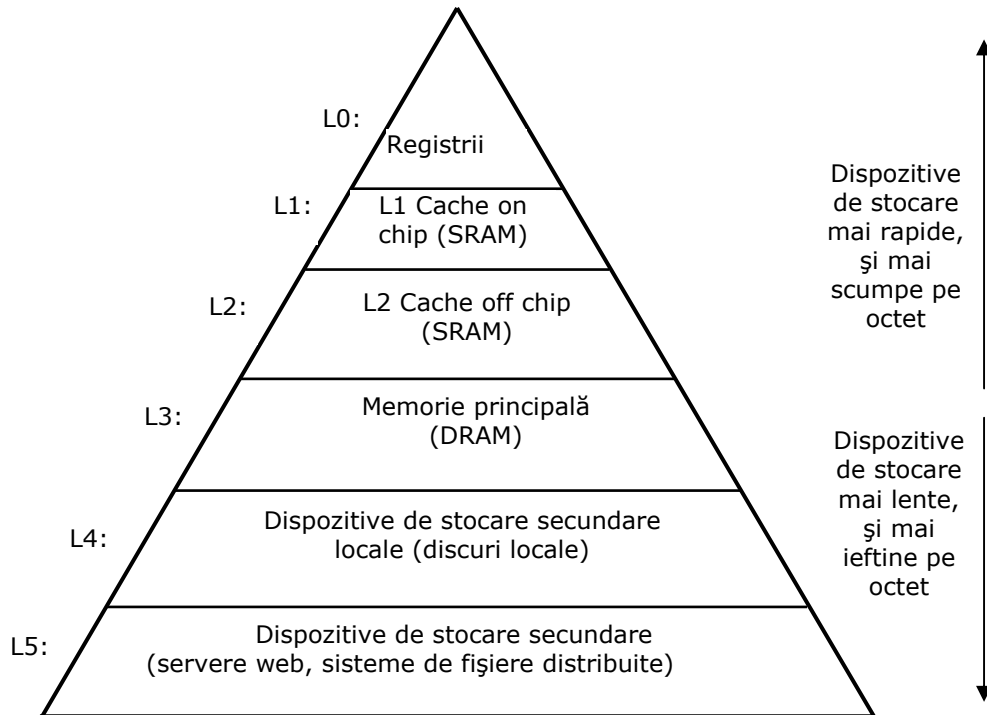 L0:
Registrii
L1:
L1 Cache on
chip (SRAM)
L2:
L2 Cache off chip
(SRAM)
L3:
Memorie principală
(DRAM)
L4:
Dispozitive de stocare secundare
locale (discuri locale)
L5:
Dispozitive de stocare secundare
(servere web, sisteme de fişiere distribuite)
Dispozitive
de stocare
mai rapide,
şi mai
scumpe pe
octet
Dispozitive
de stocare
mai lente,
şi mai
ieftine pe
octet